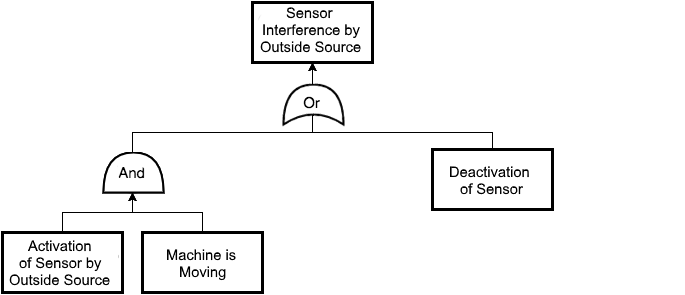 Sensor
Interference by
Outside Source
Or
And
Deactivation
of Sensor
Activation
of Sensor by
Outside Source
Machine is
Moving